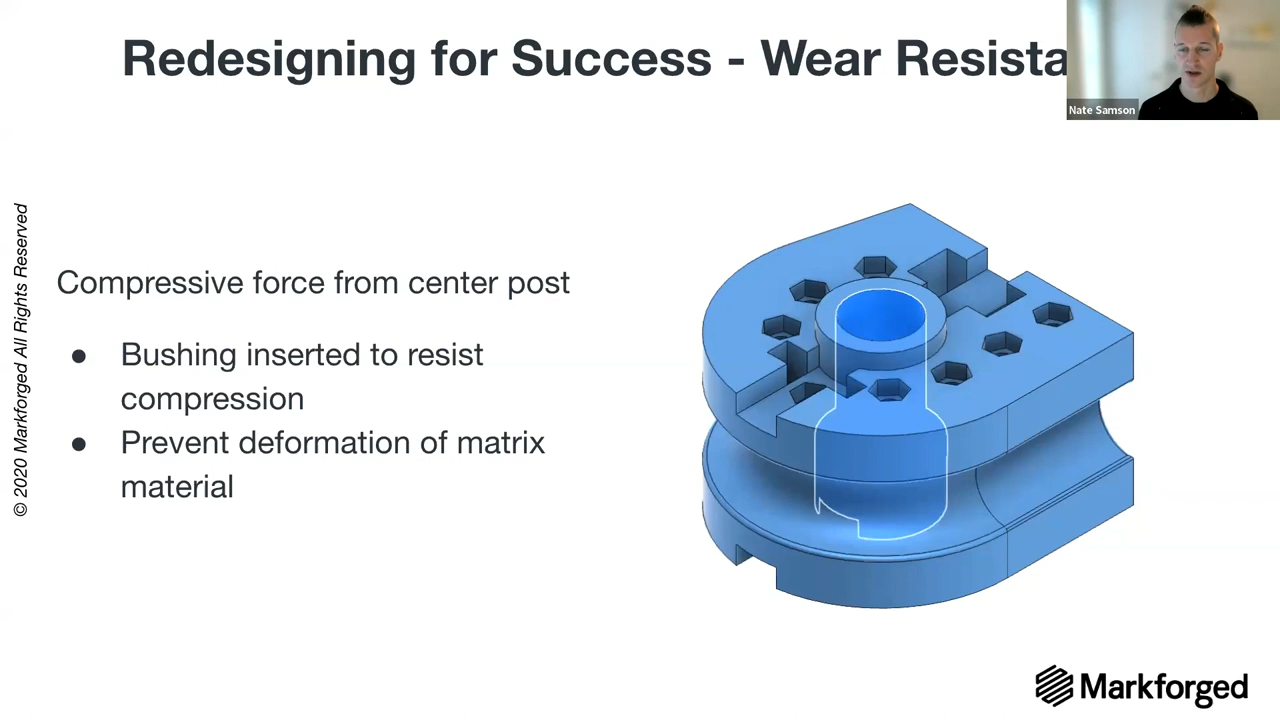 Redesigning for Success - Wear Resista
Nate Samson
© 2020 Markforged All Rights Reserved
Compressive force from center post
● Bushing inserted to resist
compression
● Prevent deformation of matrix
material
Markforged